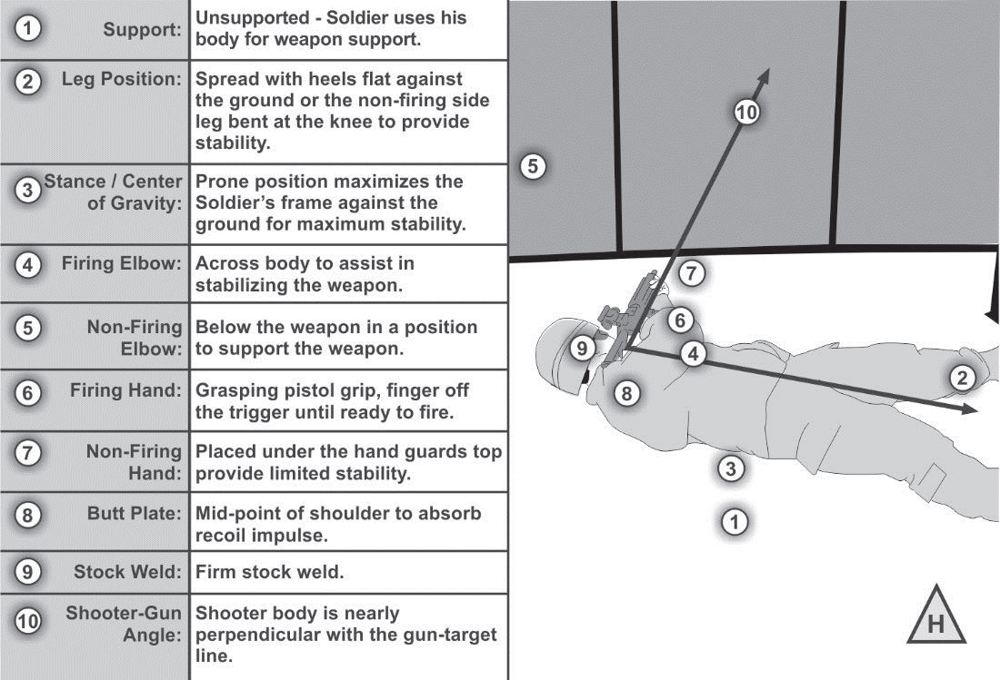 1
Support:
Unsupported - Soldier uses his
body for weapon support.
2
Leg Position:
Spread with heels flat against
the ground or the non-firing side
leg bent at the knee to provide
stability.
3
Stance / Center
of Gravity:
Prone position maximizes the
Soldier's frame against the
ground for maximum stability.
4
Firing Elbow:
Across body to assist in
stabilizing the weapon.
5
Non-Firing
Elbow:
Below the weapon in a position
to support the weapon.
6
Firing Hand:
Grasping pistol grip, finger off
the trigger until ready to fire.
7
Non-Firing
Hand:
Placed under the hand guards top
provide limited stability.
8
Butt Plate:
Mid-point of shoulder to absorb
recoil impulse.
9
Stock Weld:
Firm stock weld.
10
Shooter-Gun
Angle:
Shooter body is nearly
perpendicular with the gun-target
line.
10
5
7
6
9
4
2
8
3
1
H